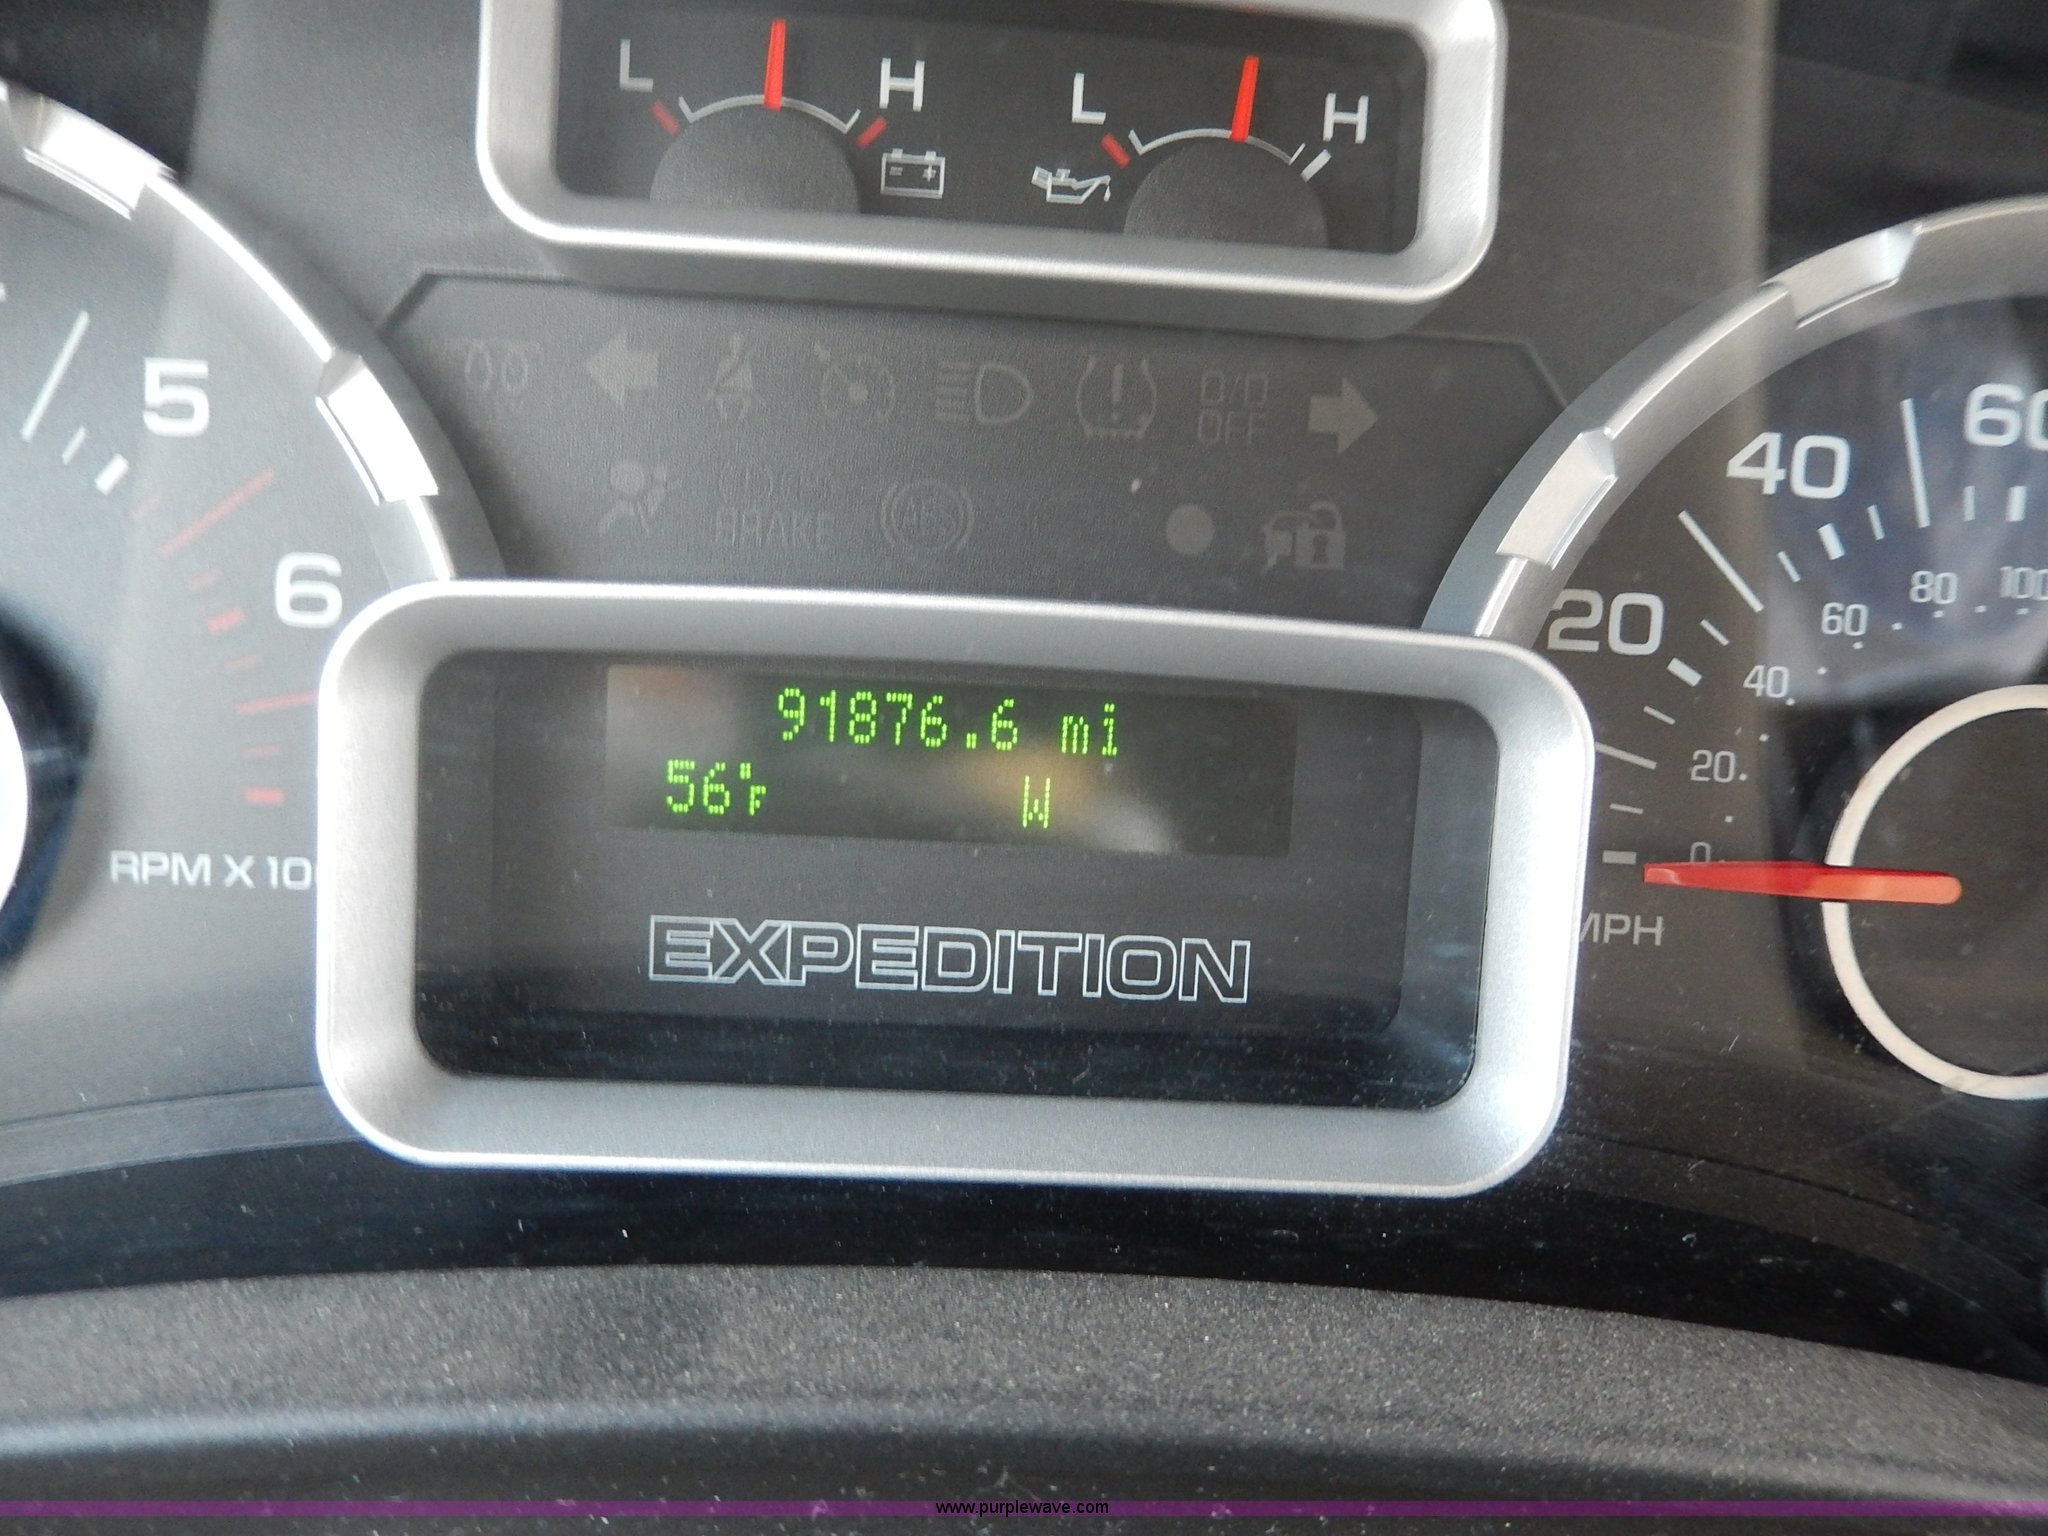 L H
L H
5
6
RPM X 10
O/D
OFF
BRAKE
ABS
20
40
60
0
20
40
60
80
100
MPH
91876.6 mi
56°F W
EXPEDITION
www.purplewave.com